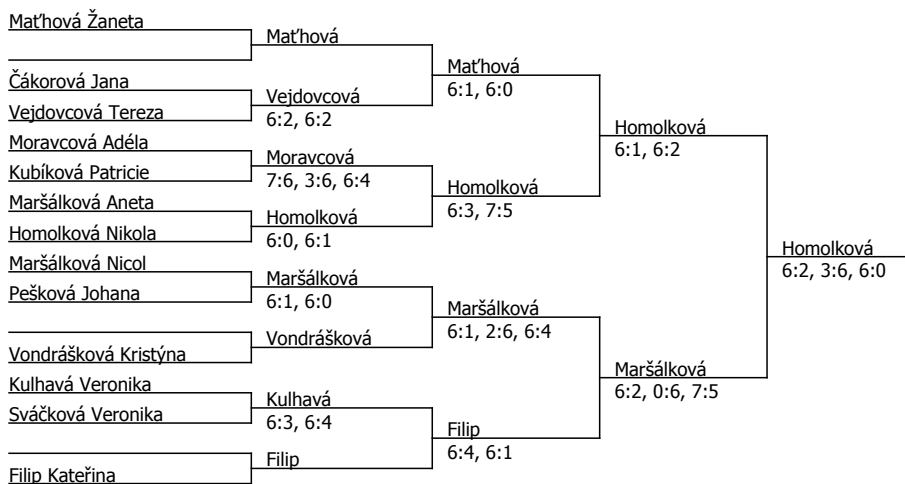 Maťhová Žaneta
Maťhová
Maťhová
6:1, 6:0
Čákorová Jana
Vejdovcová
6:2, 6:2
Vejdovcová Tereza
Homolková
6:1, 6:2
Moravcová Adéla
Moravcová
7:6, 3:6, 6:4
Kubíková Patricie
Homolková
6:3, 7:5
Maršálková Aneta
Homolková
6:0, 6:1
Homolková Nikola
Homolková
6:2, 3:6, 6:0
Maršálková Nicol
Maršálková
6:1, 6:0
Pešková Johana
Maršálková
6:1, 2:6, 6:4
Vondrášková
Vondrášková Kristýna
Maršálková
6:2, 0:6, 7:5
Kulhavá Veronika
Kulhavá
6:3, 6:4
Sváčková Veronika
Filip
6:4, 6:1
Filip
Filip Kateřina